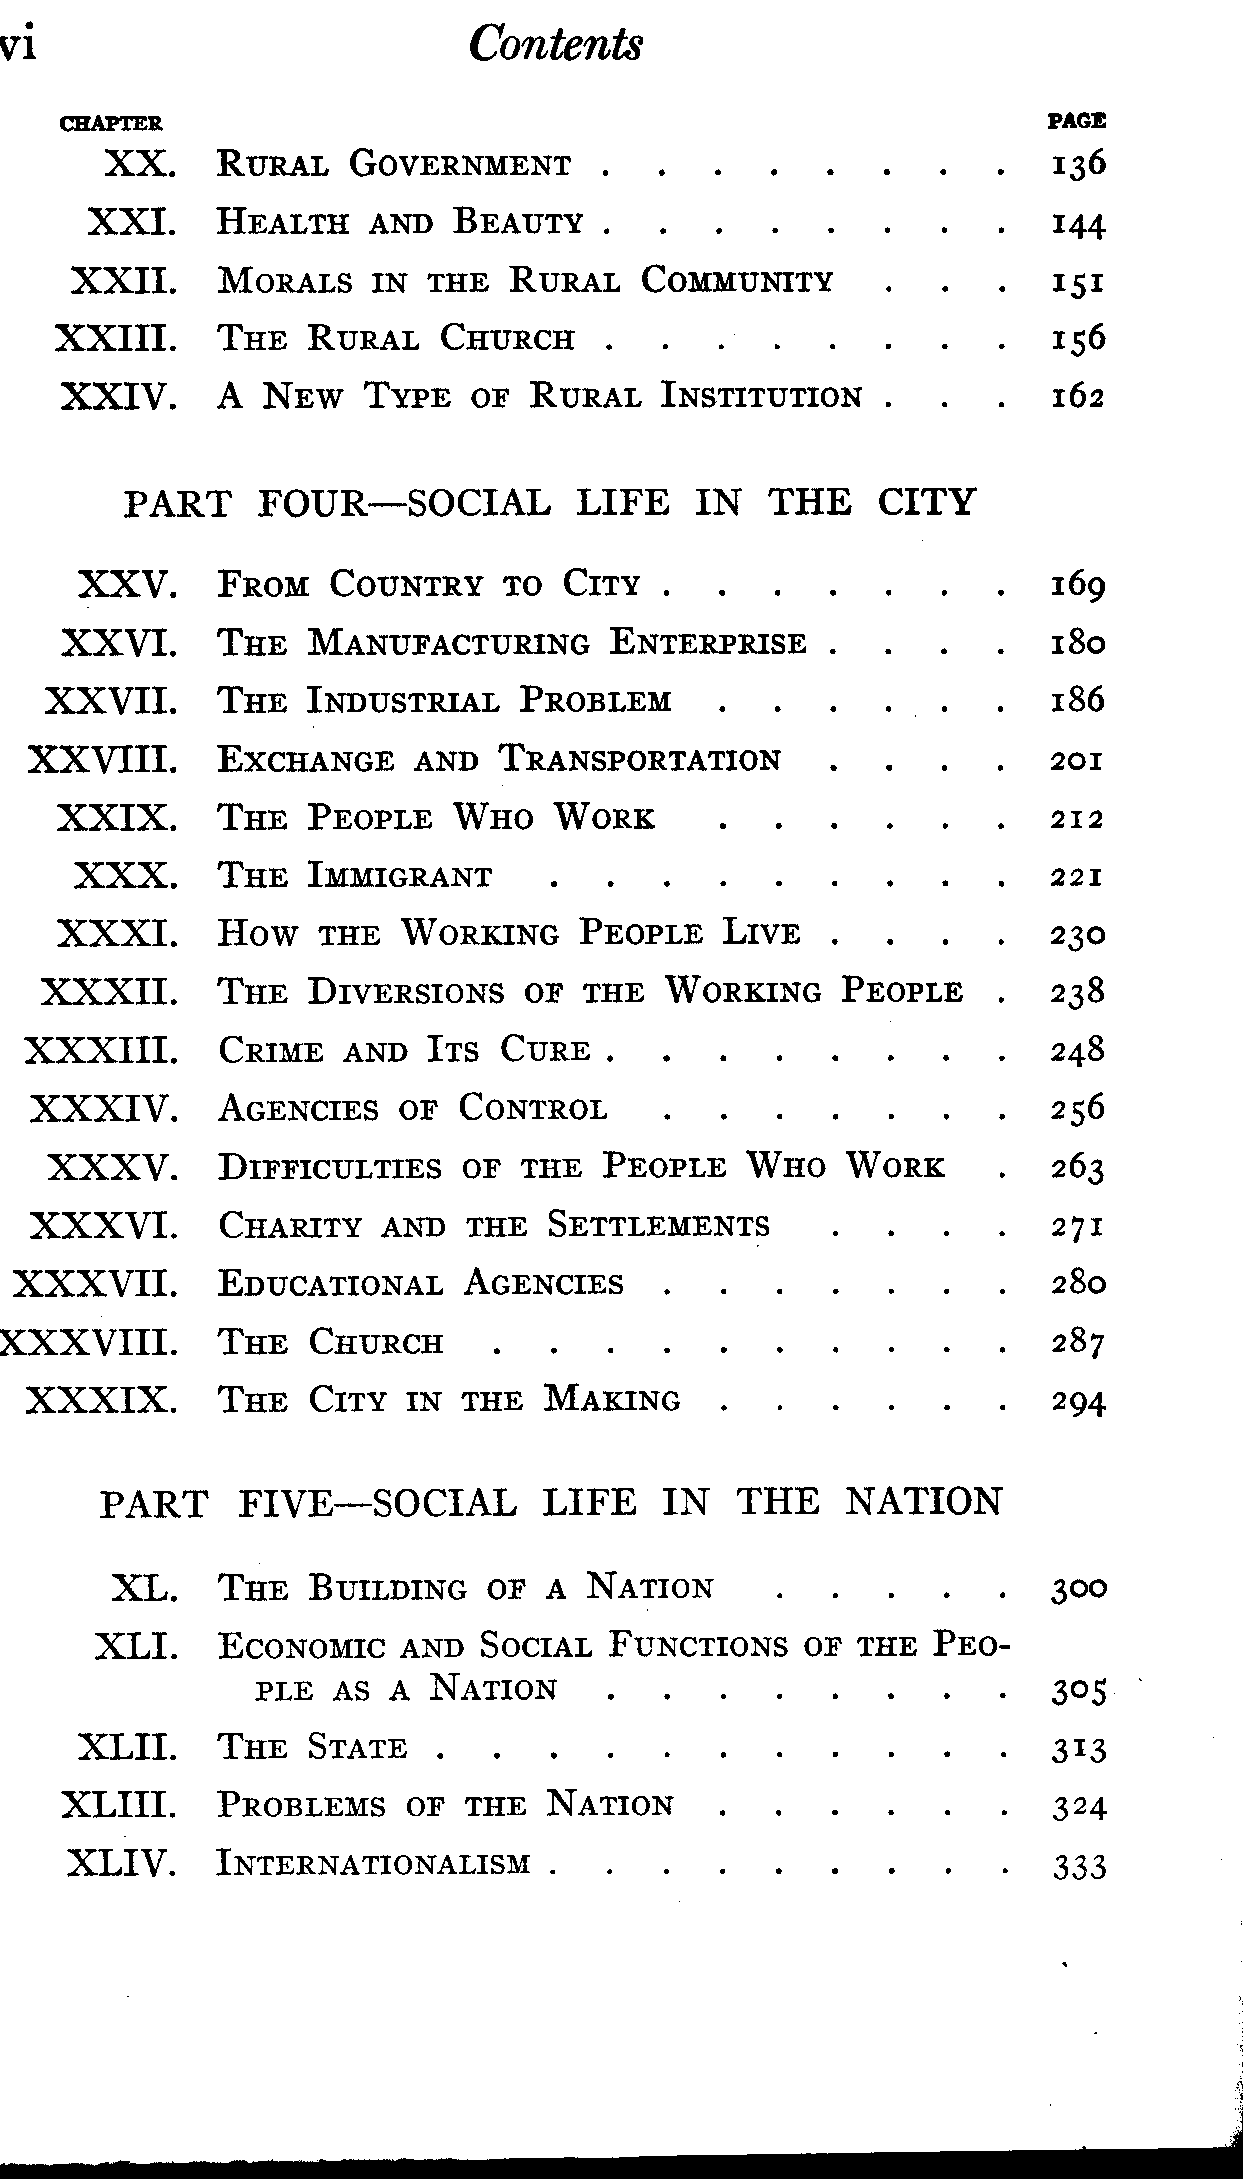 vi Contents
CHAPTER PAGE
XX. RURAL GOVERNMENT . . . . . . . . 136
XXI. HEALTH AND BEAUTY . . . . . . . . 144
XXII. MORALS IN THE RURAL COMMUNITY . . . 151
XXIII. THE RURAL CHURCH . . . . . . . . 156
XXIV. A NEW TYPE OF RURAL INSTITUTION . . . 162
PART FOUR—SOCIAL LIFE IN THE CITY
XXV. FROM COUNTRY TO CITY . . . . . . . 169
XXVI. THE MANUFACTURING ENTERPRISE . . . . 180
XXVII. THE INDUSTRIAL PROBLEM . . . . . . 186
XXVIII. EXCHANGE AND TRANSPORTATION . . . . 201
XXIX. THE PEOPLE WHO WORK . . . . . . 212
XXX. THE IMMIGRANT . . . . . . . . . 221
XXXI. HOW THE WORKING PEOPLE LIVE . . . . 230
XXXII. THE DIVERSIONS OF THE WORKING PEOPLE . 238
XXXIII. CRIME AND ITS CURE . . . . . . . . 248
XXXIV. AGENCIES OF CONTROL . . . . . . . 256
XXXV. DIFFICULTIES OF THE PEOPLE WHO WORK . 263
XXXVI. CHARITY AND THE SETTLEMENTS . . . . 271
XXXVII. EDUCATIONAL AGENCIES . . . . . . . 280
XXXVIII. THE CHURCH . . . . . . . . . . 287
XXXIX. THE CITY IN THE MAKING . . . . . . 294
PART FIVE—SOCIAL LIFE IN THE NATION
XL. THE BUILDING OF A NATION . . . . . 300
XLI. ECONOMIC AND SOCIAL FUNCTIONS OF THE PEO-
PLE AS A NATION . . . . . . . . 305
XLII. THE STATE . . . . . . . . . . . 313
XLIII. PROBLEMS OF THE NATION . . . . . . 324
XLIV. INTERNATIONALISM . . . . . . . . . 333